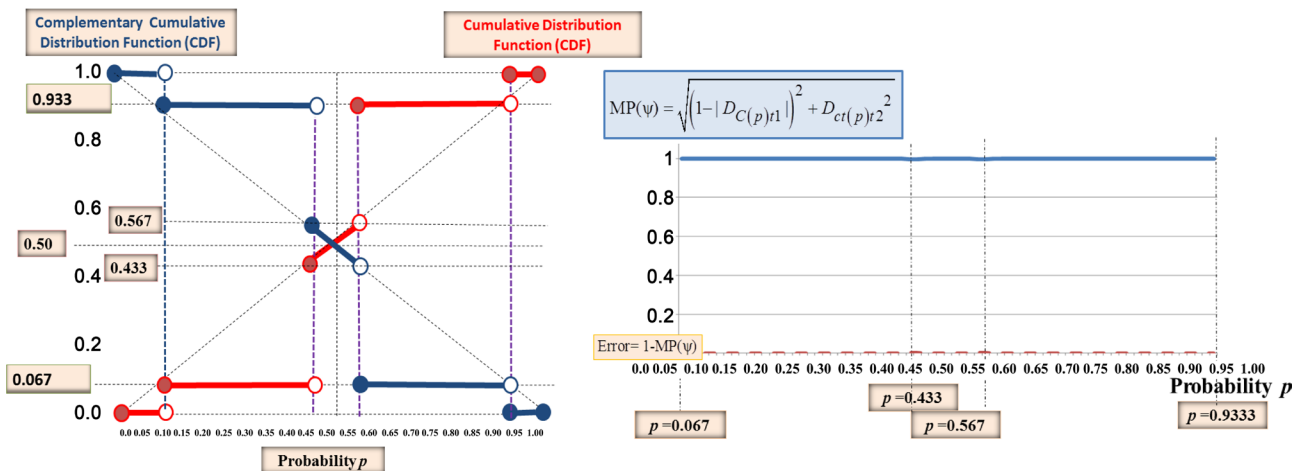 Complementary Cumulative
Distribution Function (CDF)
Cumulative Distribution
Function (CDF)
1.0
0.933
0.8
0.6
0.567
0.50
0.433
0.4
0.2
0.067
0.0
0.0 0.05 0.10 0.15 0.20 0.25 0.30 0.35 0.40 0.45 0.50 0.55 0.60 0.65 0.70 0.75 0.80 0.85 0.90 0.95 1.00
Probability p
MP(ψ) = √((1−| D_{C(p)t1} |)^2 + D_{ct(p)t2}^2)
1
0.8
0.6
0.4
0.2
Error= 1-MP(ψ)
0.0 0.05 0.10 0.15 0.20 0.25 0.30 0.35 0.40 0.45 0.50 0.55 0.60 0.65 0.70 0.75 0.80 0.85 0.90 0.95 1.00
Probability p
p =0.433
p =0.9333
p =0.067
p =0.567